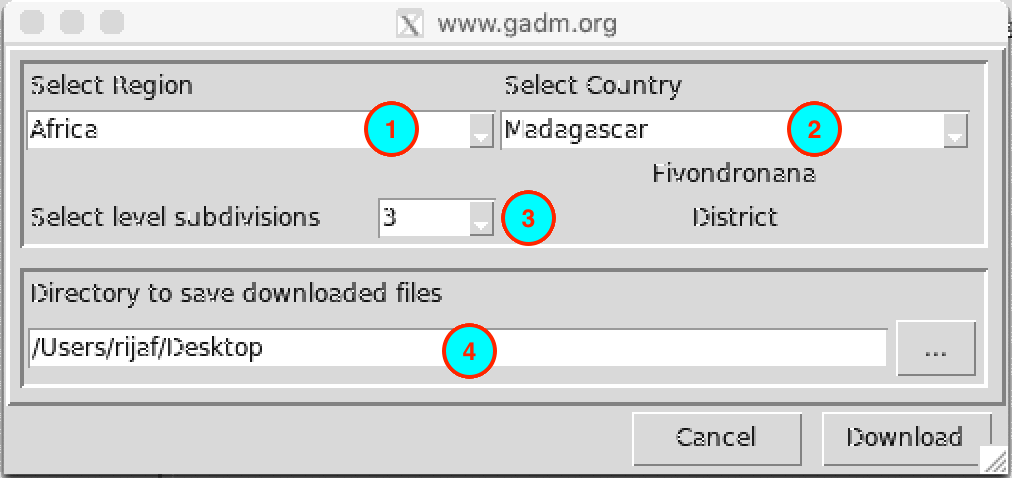 www.gadm.org
Select Region
Select Country
Africa
1
Madagascar
2
Fivondronana
Select level subdivisions
3
3
District
Directory to save downloaded files
/Users/rijaf/Desktop
4
...
Cancel
Download